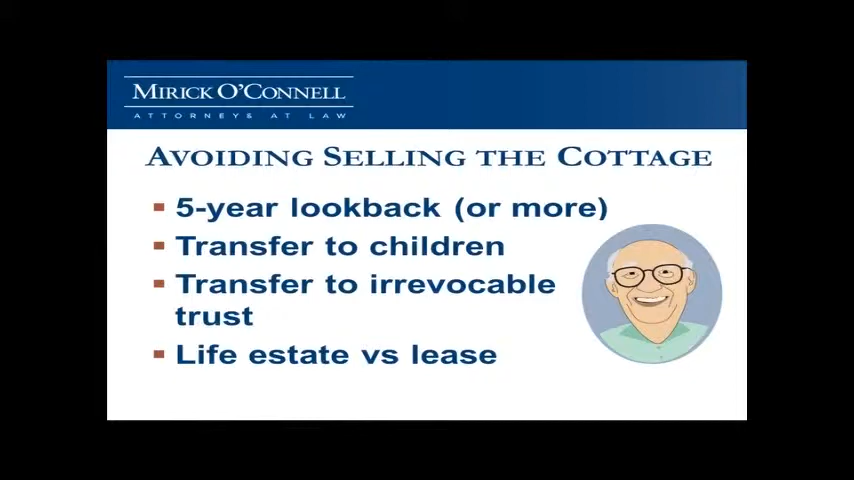 MIRICK O'CONNELL
ATTORNEYS AT LAW
AVOIDING SELLING THE COTTAGE
5-year lookback (or more)
Transfer to children
Transfer to irrevocable
trust
Life estate vs lease